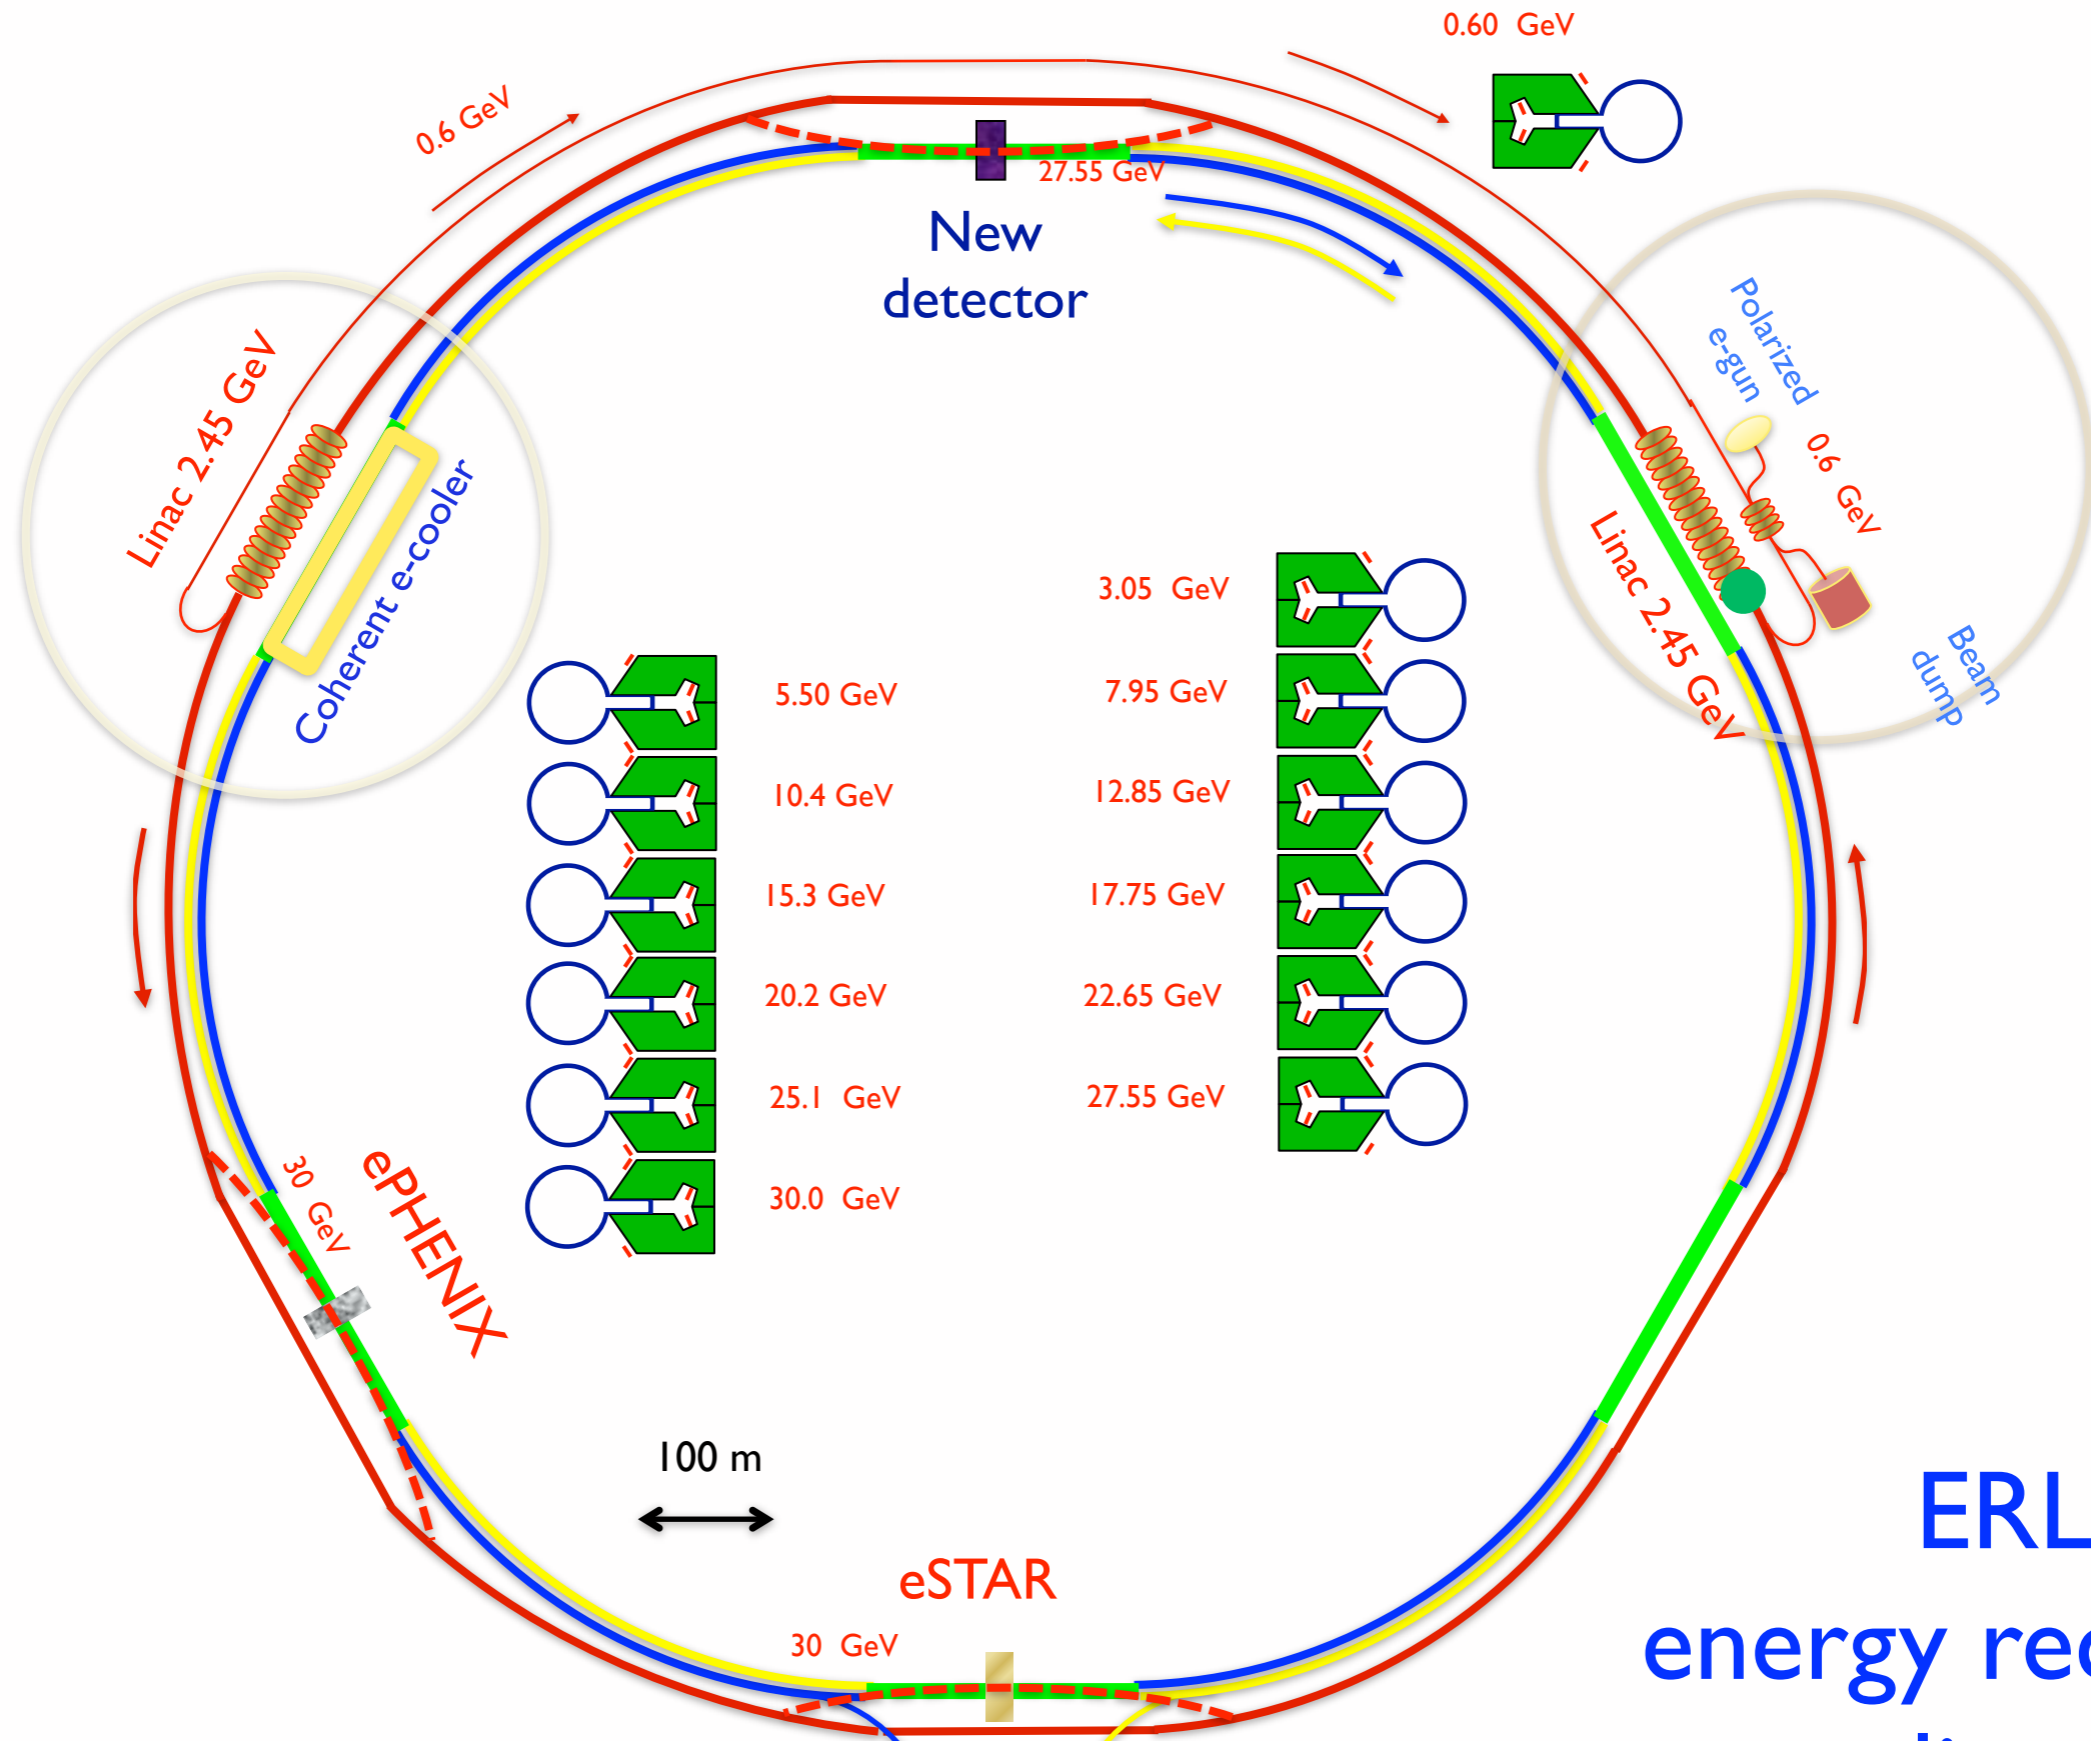 0.60 GeV
0.6 GeV
27.55 GeV
New
detector
Polarized
e-gun
0.6 GeV
Linac 2.45 GeV
Coherent e-cooler
Linac 2.45 GeV
Beam
dump
3.05 GeV
5.50 GeV
7.95 GeV
10.4 GeV
12.85 GeV
15.3 GeV
17.75 GeV
20.2 GeV
22.65 GeV
25.1 GeV
27.55 GeV
30.0 GeV
30 GeV
ePHENIX
100 m
eSTAR
30 GeV
ERL
energy rec